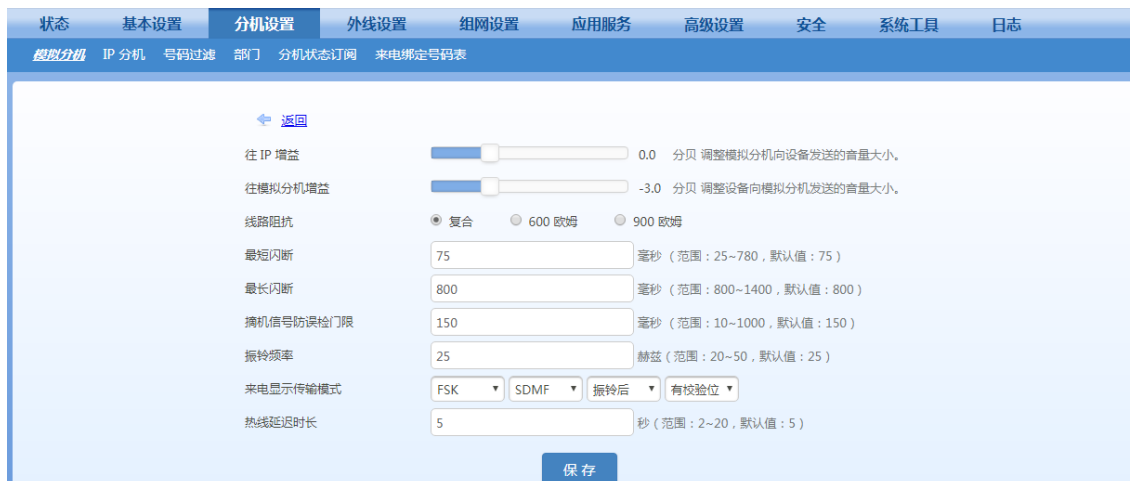 状态 基本设置 分机设置 外线设置 组网设置 应用服务 高级设置 安全 系统工具 日志
模拟分机 IP 分机 号码过滤 部门 分机状态订阅 来电绑定号码表
返回
往 IP 增益 0.0 分贝 调整模拟分机向设备发送的音量大小。
往模拟分机增益 -3.0 分贝 调整设备向模拟分机发送的音量大小。
线路阻抗 复合 600 欧姆 900 欧姆
最短闪断 75 毫秒 ( 范围：25~780，默认值：75 )
最长闪断 800 毫秒 ( 范围：800~1400，默认值：800 )
摘机信号防误检门限 150 毫秒 ( 范围：10~1000，默认值：150 )
振铃频率 25 赫兹 ( 范围：20~50，默认值：25 )
来电显示传输模式 FSK SDMF 振铃后 有校验位
热线延迟时长 5 秒 ( 范围：2~20，默认值：5 )
保 存